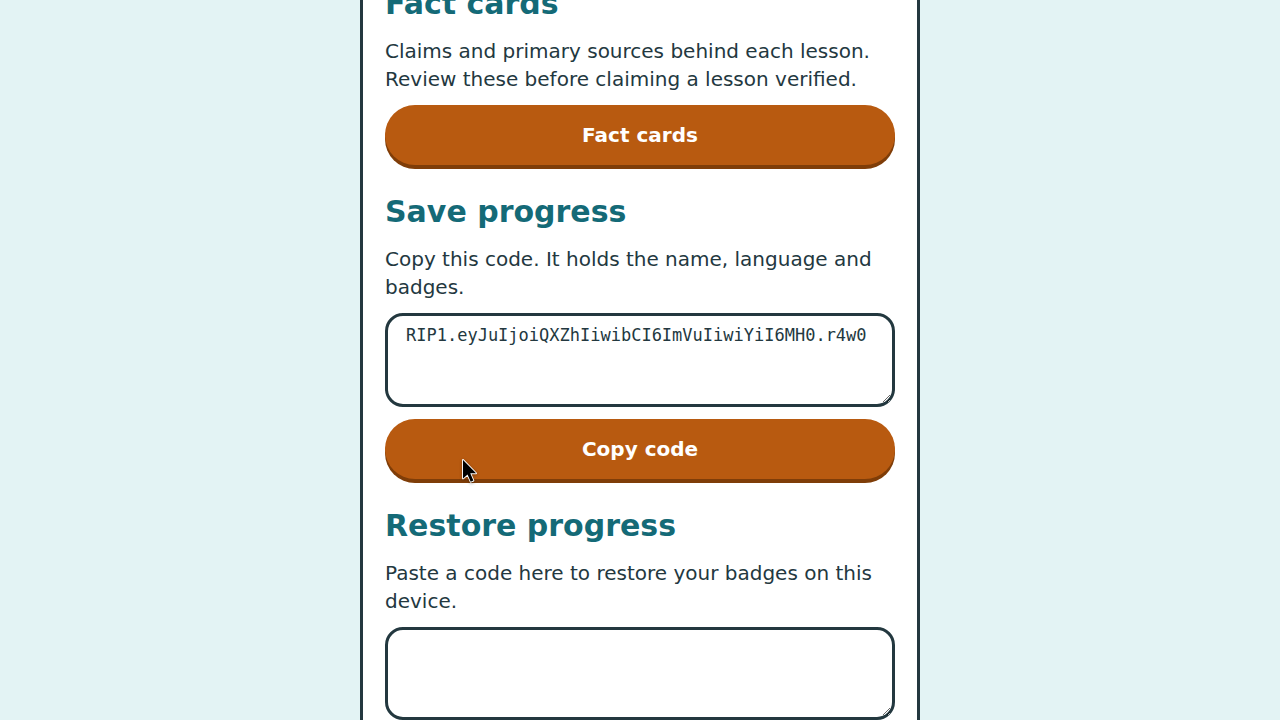 Fact cards
Claims and primary sources behind each lesson.
Review these before claiming a lesson verified.
Fact cards
Save progress
Copy this code. It holds the name, language and
badges.
RIP1.eyJuIjoiQXZhIiwibCI6ImVuIiwiYiI6MH0.r4w0
Copy code
Restore progress
Paste a code here to restore your badges on this
device.